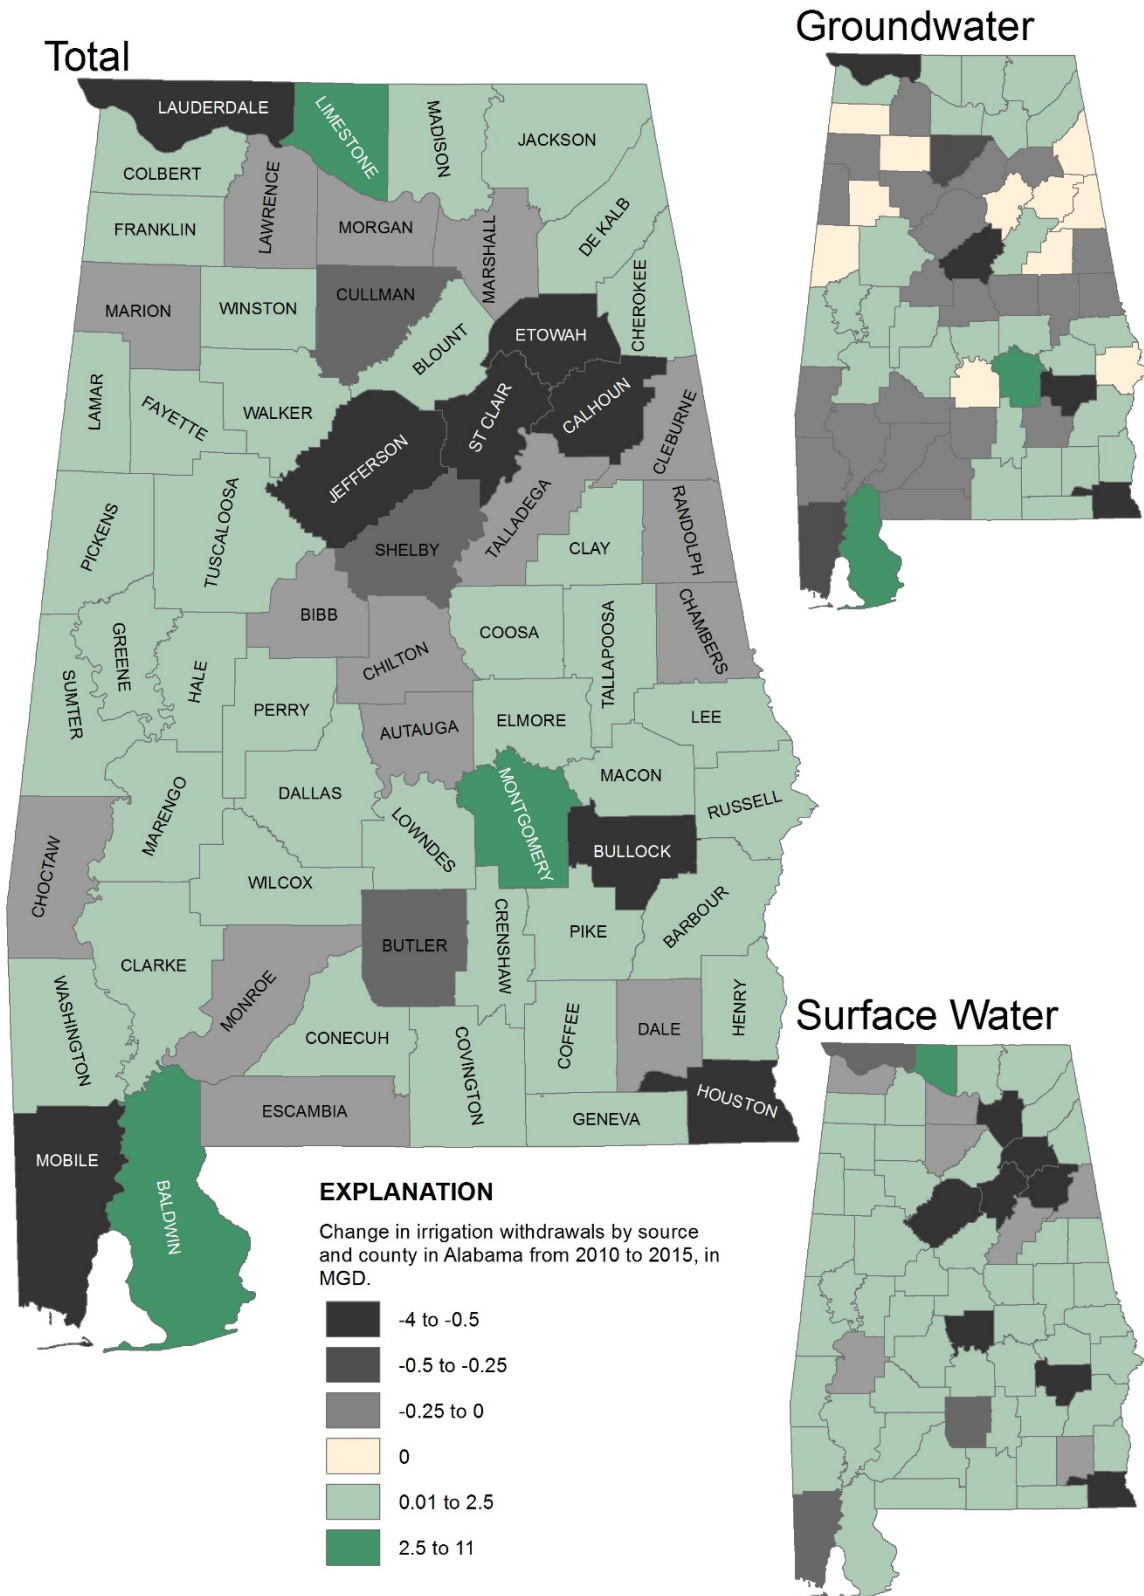 Total
Groundwater
LAUDERDALE
LIMESTONE
MADISON
JACKSON
COLBERT
LAWRENCE
FRANKLIN
MORGAN
MARSHALL
DE KALB
CHEROKEE
MARION
WINSTON
CULLMAN
BLOUNT
ETOWAH
LAMAR
FAYETTE
WALKER
ST CLAIR
CALHOUN
CLEBURNE
JEFFERSON
PICKENS
TUSCALOOSA
SHELBY
TALLADEGA
CLAY
RANDOLPH
BIBB
COOSA
TALLAPOOSA
CHAMBERS
GREENE
HALE
CHILTON
SUMTER
PERRY
AUTAUGA
ELMORE
LEE
MACON
RUSSELL
MARENGO
DALLAS
LOWNDES
MONTGOMERY
BULLOCK
CHOCTAW
WILCOX
BUTLER
CRENSHAW
PIKE
BARBOUR
CLARKE
WASHINGTON
MONROE
CONECUH
COVINGTON
COFFEE
DALE
HENRY
Surface Water
ESCAMBIA
GENEVA
HOUSTON
MOBILE
BALDWIN
EXPLANATION
Change in irrigation withdrawals by source
and county in Alabama from 2010 to 2015, in
MGD.
-4 to -0.5
-0.5 to -0.25
-0.25 to 0
0
0.01 to 2.5
2.5 to 11